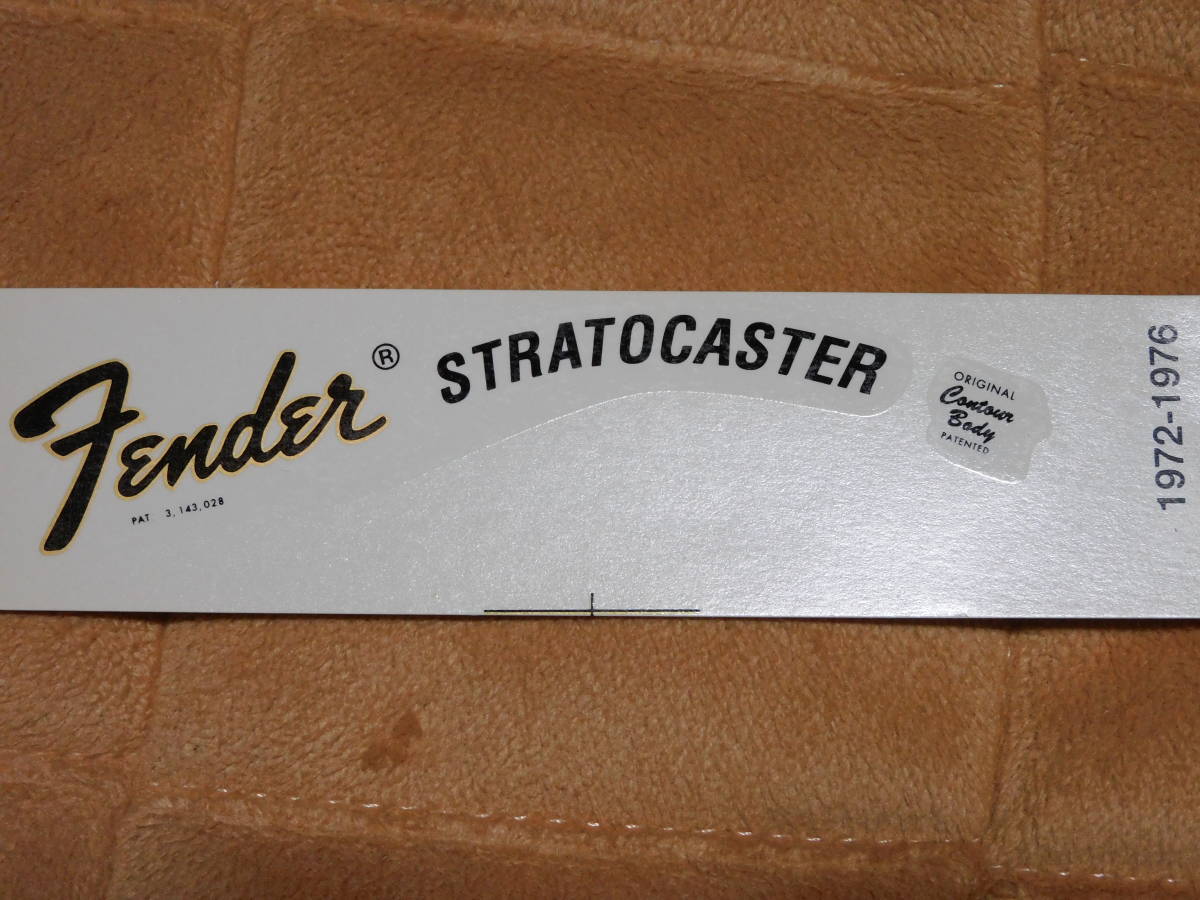 Fender ®
PAT 3,143,028
STRATOCASTER
ORIGINAL
Contour
Body
PATENTED
1972-1976